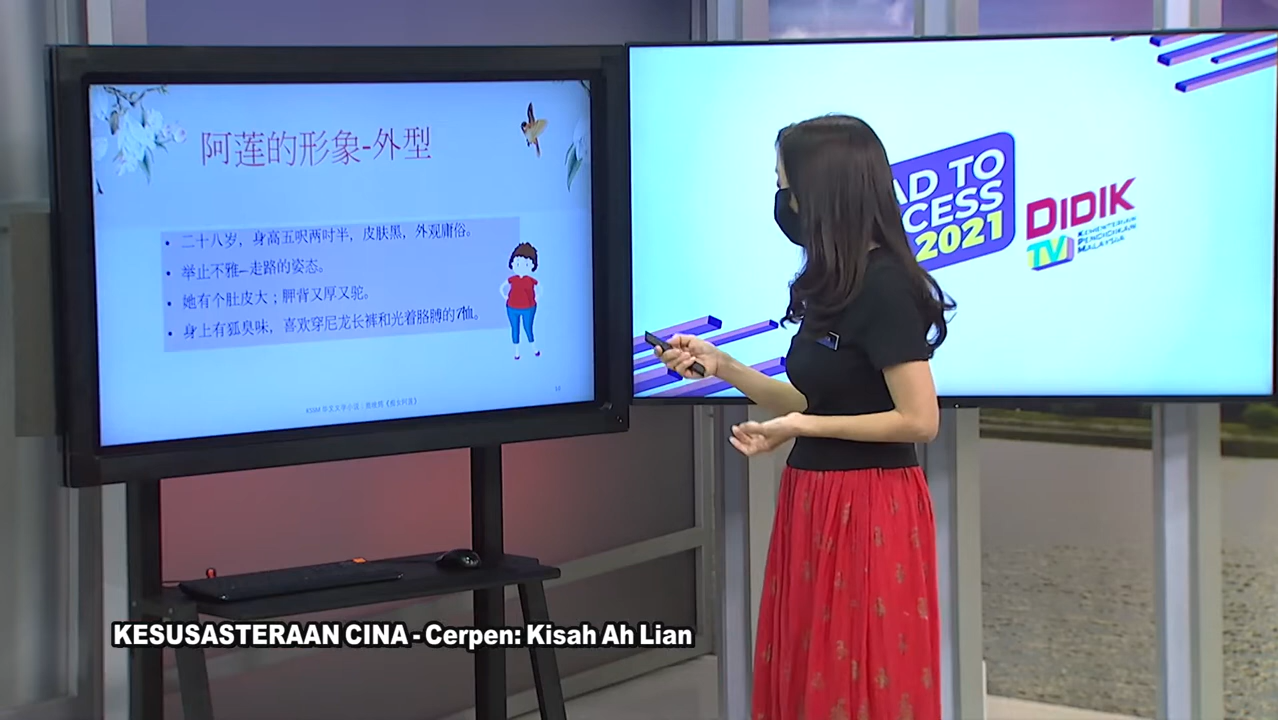 阿莲的形象-外型
• 二十八岁，身高五呎两吋半，皮肤黑，外观庸俗。
• 举止不雅—走路的姿态。
• 她有个肚皮大；胛背又厚又驼。
• 身上有狐臭味，喜欢穿尼龙长裤和光着胳膊的T恤。
AD TO
CESS
2021
DIDIK
TV
KEMENTERIAN
PENDIDIKAN
MALAYSIA
KESUSASTERAAN CINA - Cerpen: Kisah Ah Lian